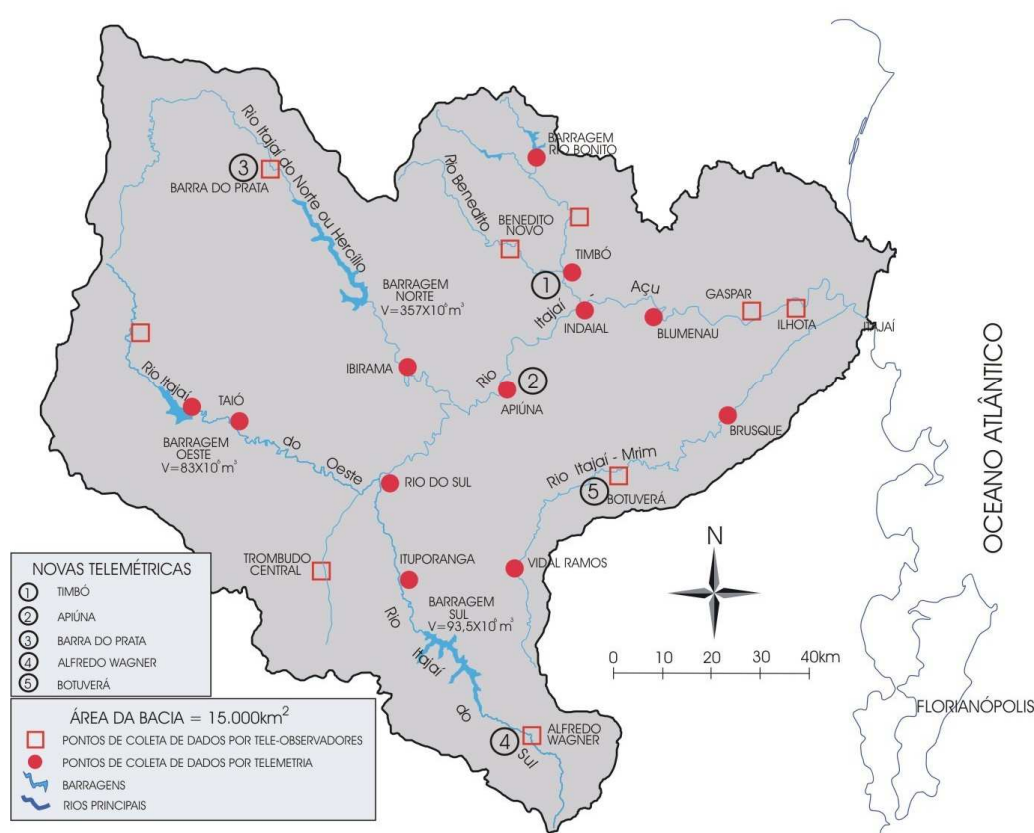 BARRAGEM
RIO BONITO
Rio Itajaí do Norte ou Hercílio
3
BARRA DO PRATA
Rio Benedito
BENEDITO
NOVO
TIMBÓ
1
BARRAGEM
NORTE
V=357X10⁶m³
Rio Itajaí Açu
INDAIAL
BLUMENAU
GASPAR
ILHOTA
ITAJAÍ
IBIRAMA
2
APIÚNA
Rio Itajaí do Oeste
TAIÓ
BARRAGEM
OESTE
V=83X10⁶m³
BRUSQUE
Rio Itajaí - Mrim
5
BOTUVERÁ
RIO DO SUL
OCEANO ATLÂNTICO
TROMBUDO
CENTRAL
ITUPORANGA
VIDAL RAMOS
BARRAGEM
SUL
V=93,5X10⁶m³
Rio Itajaí do Sul
4
ALFREDO
WAGNER
N
0 10 20 30 40km
FLORIANÓPOLIS
NOVAS TELEMÉTRICAS
1 TIMBÓ
2 APIÚNA
3 BARRA DO PRATA
4 ALFREDO WAGNER
5 BOTUVERÁ
ÁREA DA BACIA = 15.000km²
PONTOS DE COLETA DE DADOS POR TELE-OBSERVADORES
PONTOS DE COLETA DE DADOS POR TELEMETRIA
BARRAGENS
RIOS PRINCIPAIS